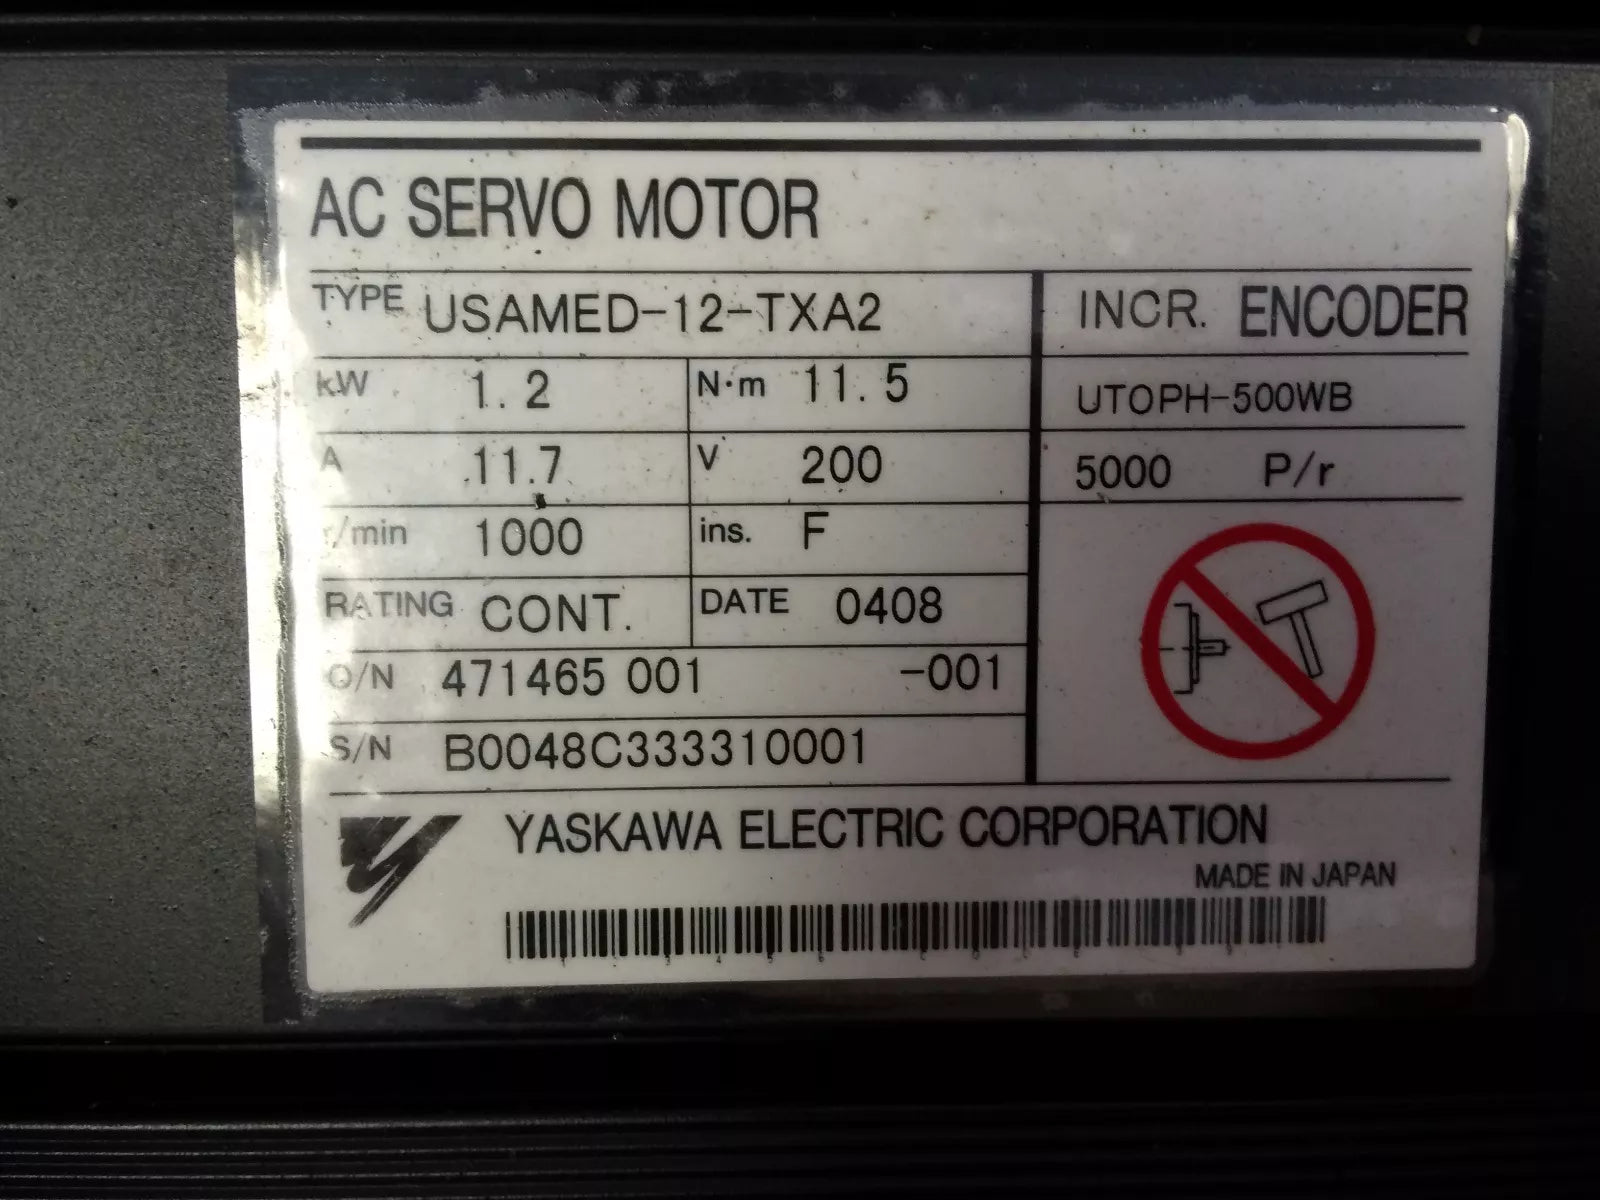 AC SERVO MOTOR
TYPE USAMED-12-TXA2 INCR. ENCODER
kW 1.2 N·m 11.5 UTOPH-500WB
A 11.7 V 200 5000 P/r
r/min 1000 ins. F
RATING CONT. DATE 0408
O/N 471465 001 -001
S/N B0048C333310001
YASKAWA ELECTRIC CORPORATION
MADE IN JAPAN